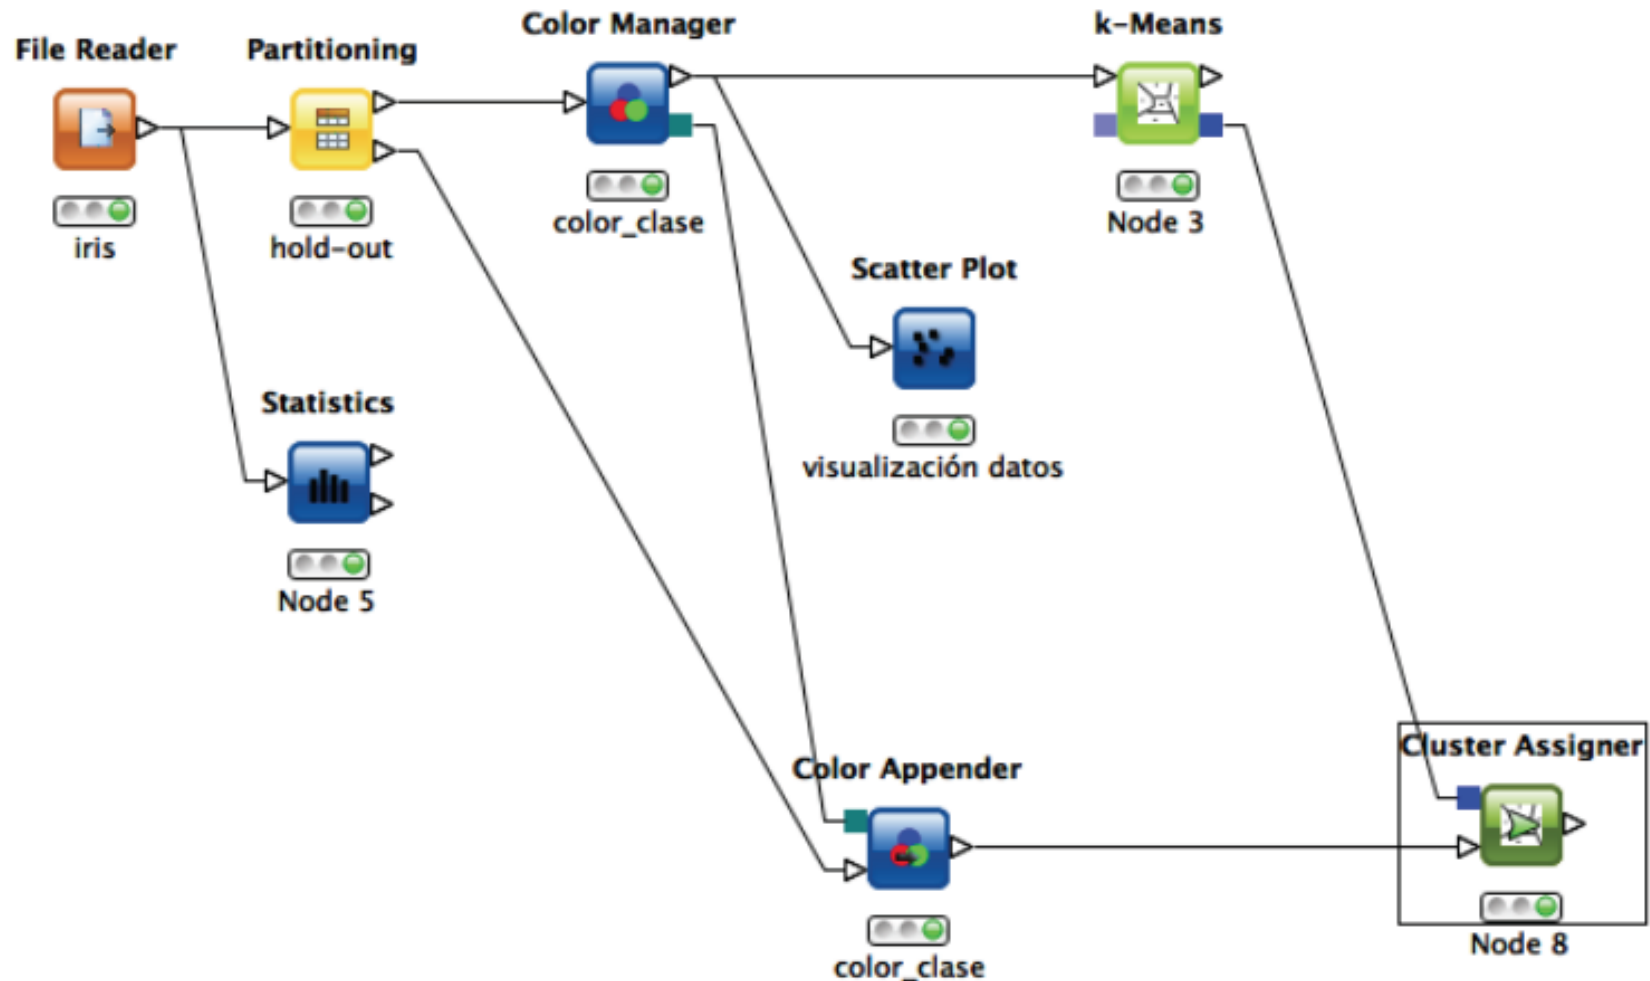 Color Manager
k-Means
File Reader
Partitioning
color_clase
Node 3
iris
hold-out
Scatter Plot
Statistics
visualización datos
Node 5
Cluster Assigner
Color Appender
Node 8
color_clase